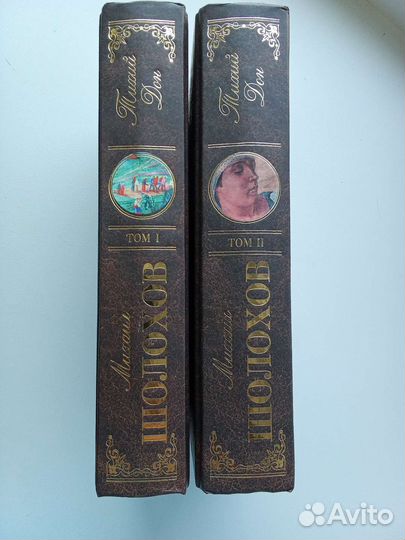 Тихий
Дон
ТОМ I
Михаил
ШОЛОХОВ
Тихий
Дон
ТОМ II
Михаил
ШОЛОХОВ
Avito